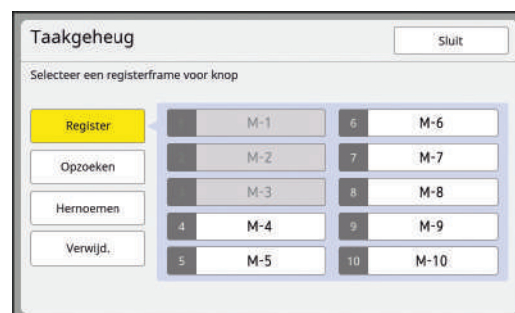 Taakgeheug
Sluit
Selecteer een registerframe voor knop
Register
M-1
6 M-6
Opzoeken
M-2
7 M-7
Hernoemen
M-3
8 M-8
Verwijd.
4 M-4
9 M-9
5 M-5
10 M-10